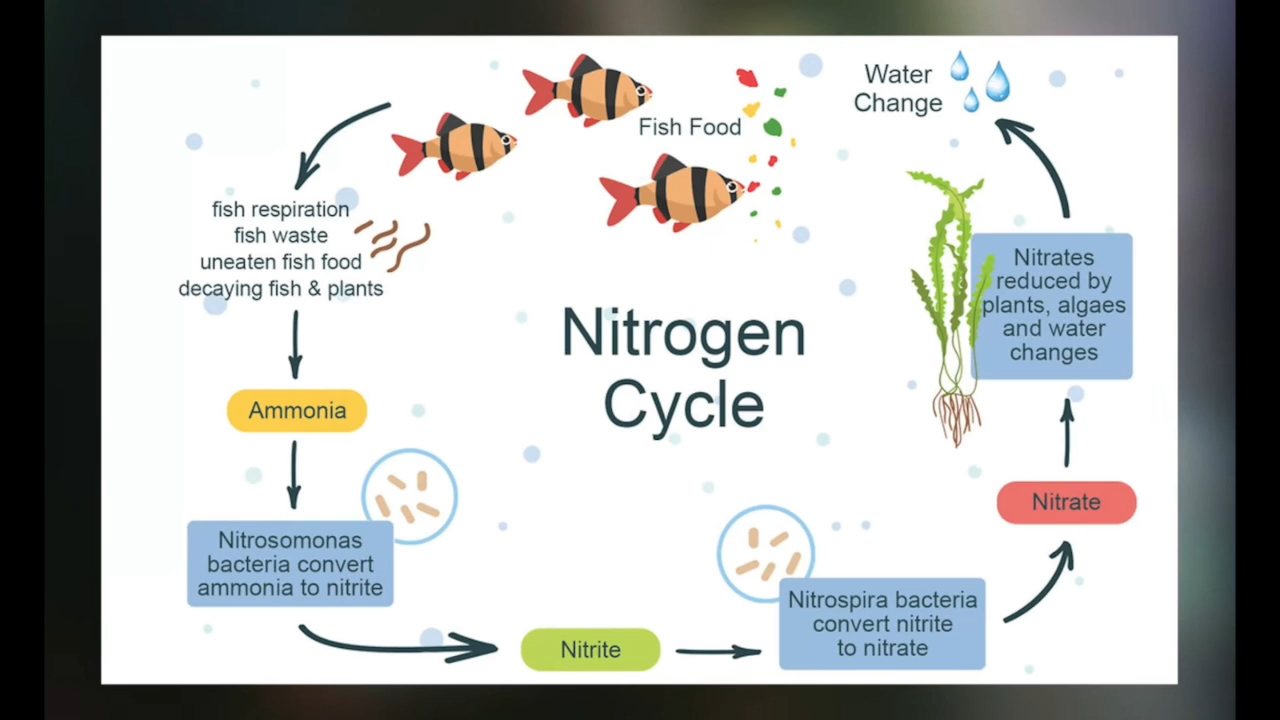 Nitrogen
Cycle
Fish Food
fish respiration
fish waste
uneaten fish food
decaying fish & plants
Ammonia
Nitrosomonas
bacteria convert
ammonia to nitrite
Nitrite
Nitrospira bacteria
convert nitrite
to nitrate
Nitrate
Nitrates
reduced by
plants, algaes
and water
changes
Water
Change